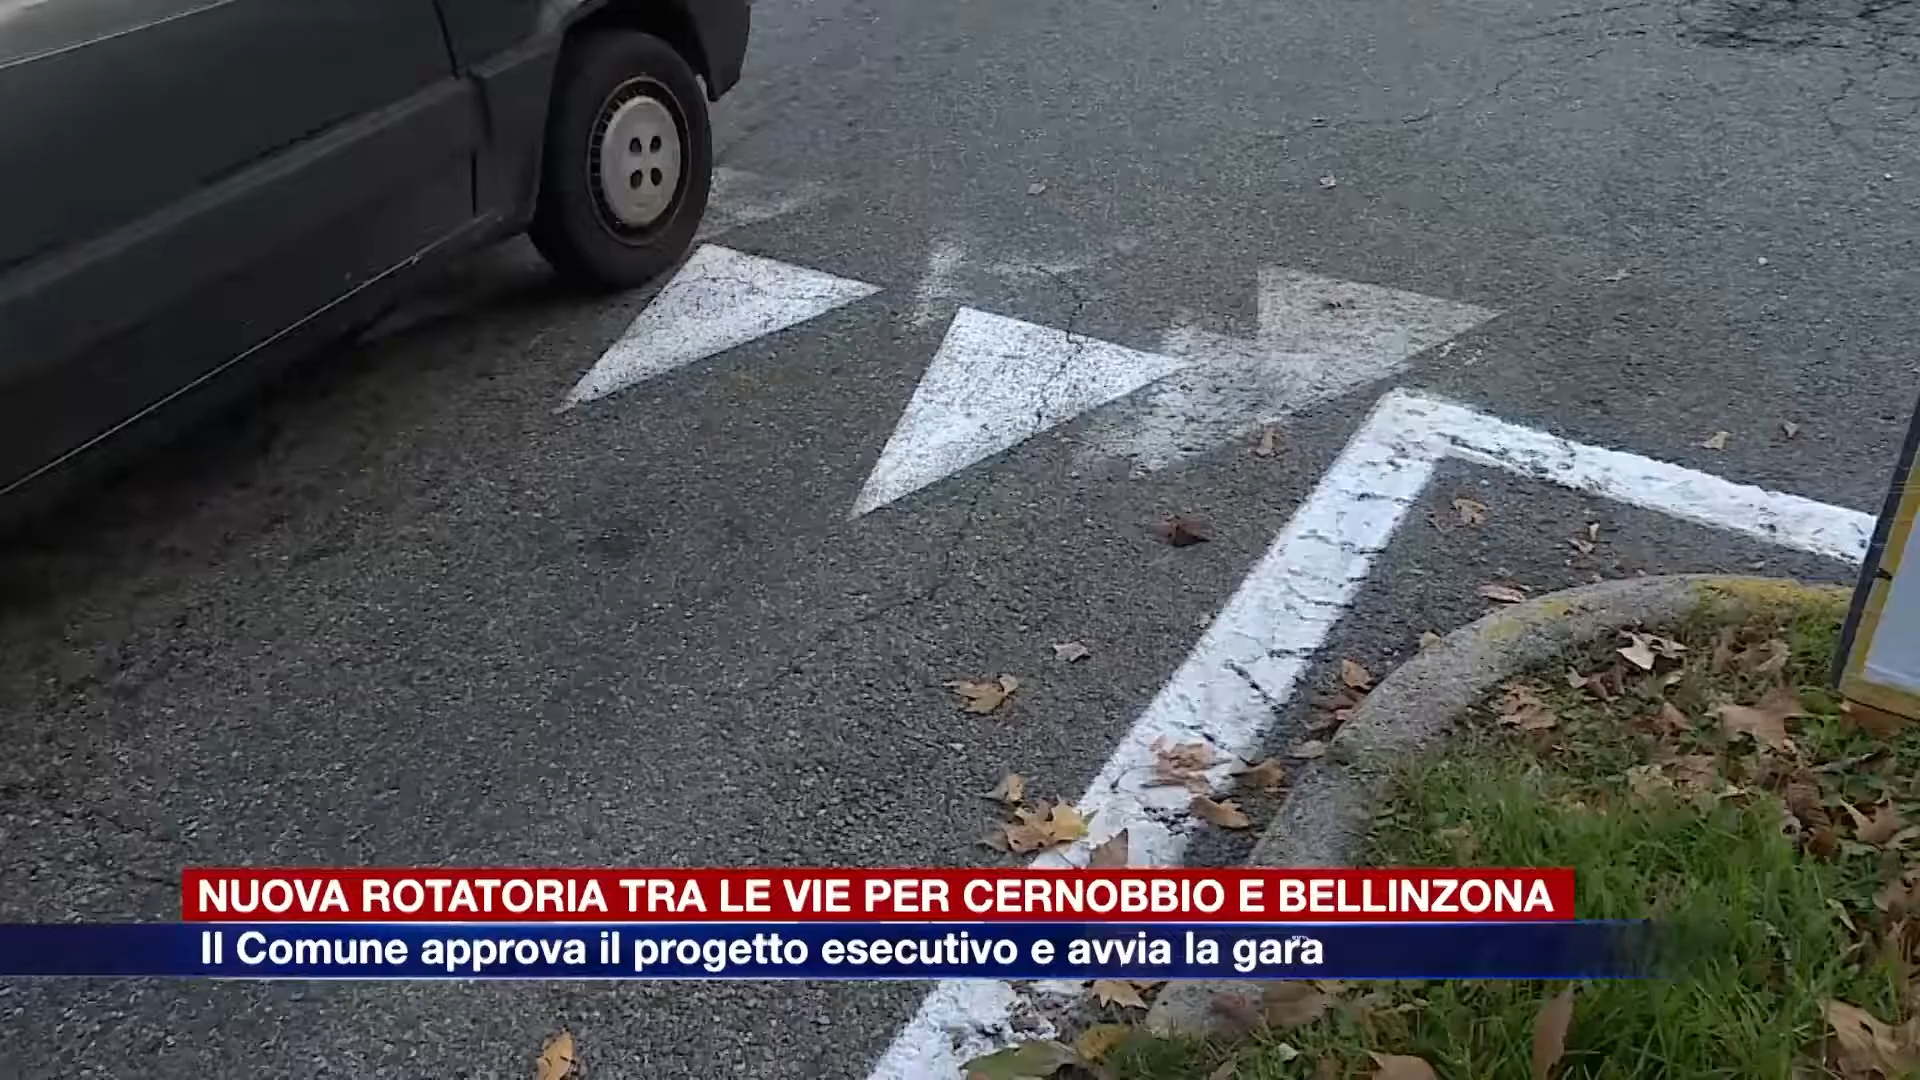 NUOVA ROTATORIA TRA LE VIE PER CERNOBBIO E BELLINZONA
Il Comune approva il progetto esecutivo e avvia la gara